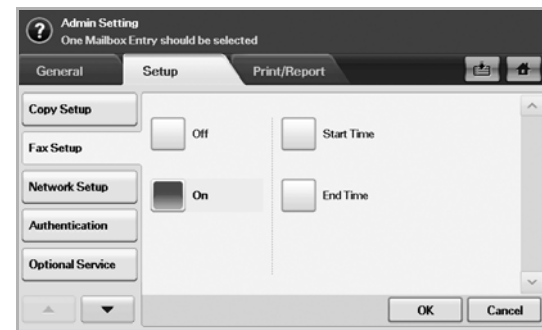 Admin Setting
One Mailbox Entry should be selected
General
Setup
Print/Report
Copy Setup
Fax Setup
Network Setup
Authentication
Optional Service
Off
Start Time
On
End Time
OK
Cancel